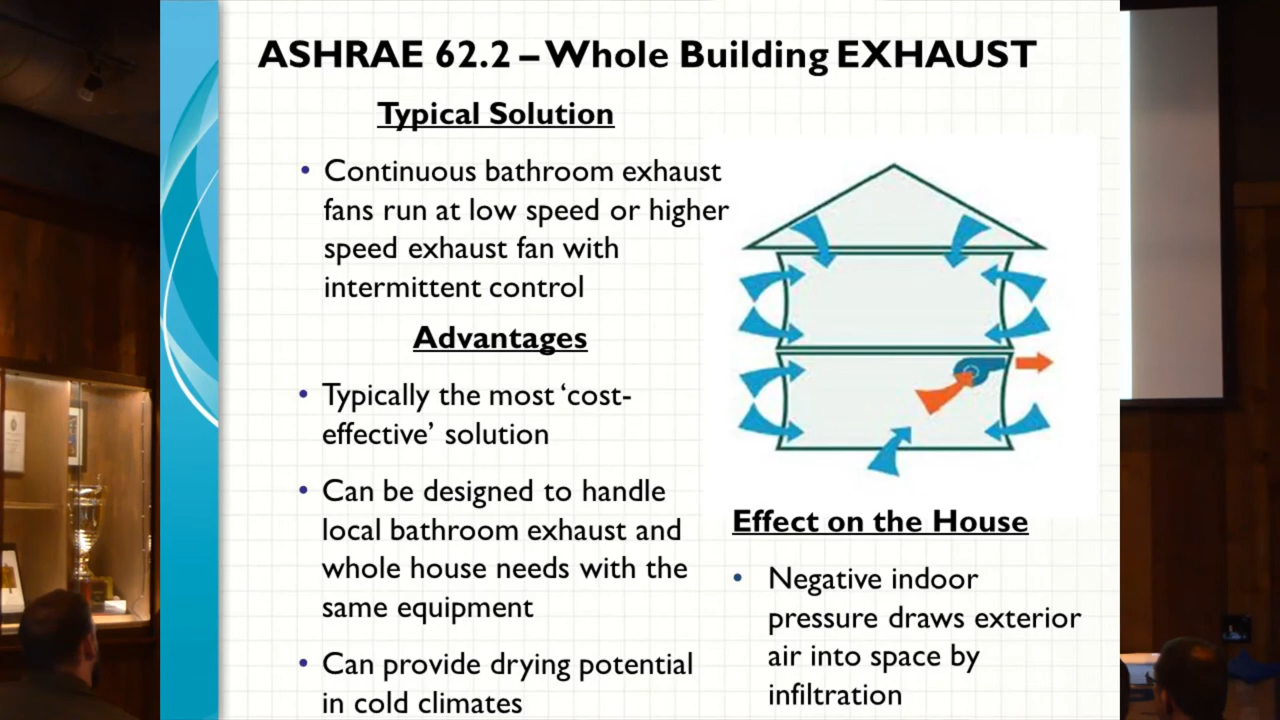 ASHRAE 62.2 – Whole Building EXHAUST
Typical Solution
• Continuous bathroom exhaust
fans run at low speed or higher
speed exhaust fan with
intermittent control
Advantages
• Typically the most ‘cost-
effective’ solution
• Can be designed to handle
local bathroom exhaust and
whole house needs with the
same equipment
• Can provide drying potential
in cold climates
Effect on the House
• Negative indoor
pressure draws exterior
air into space by
infiltration